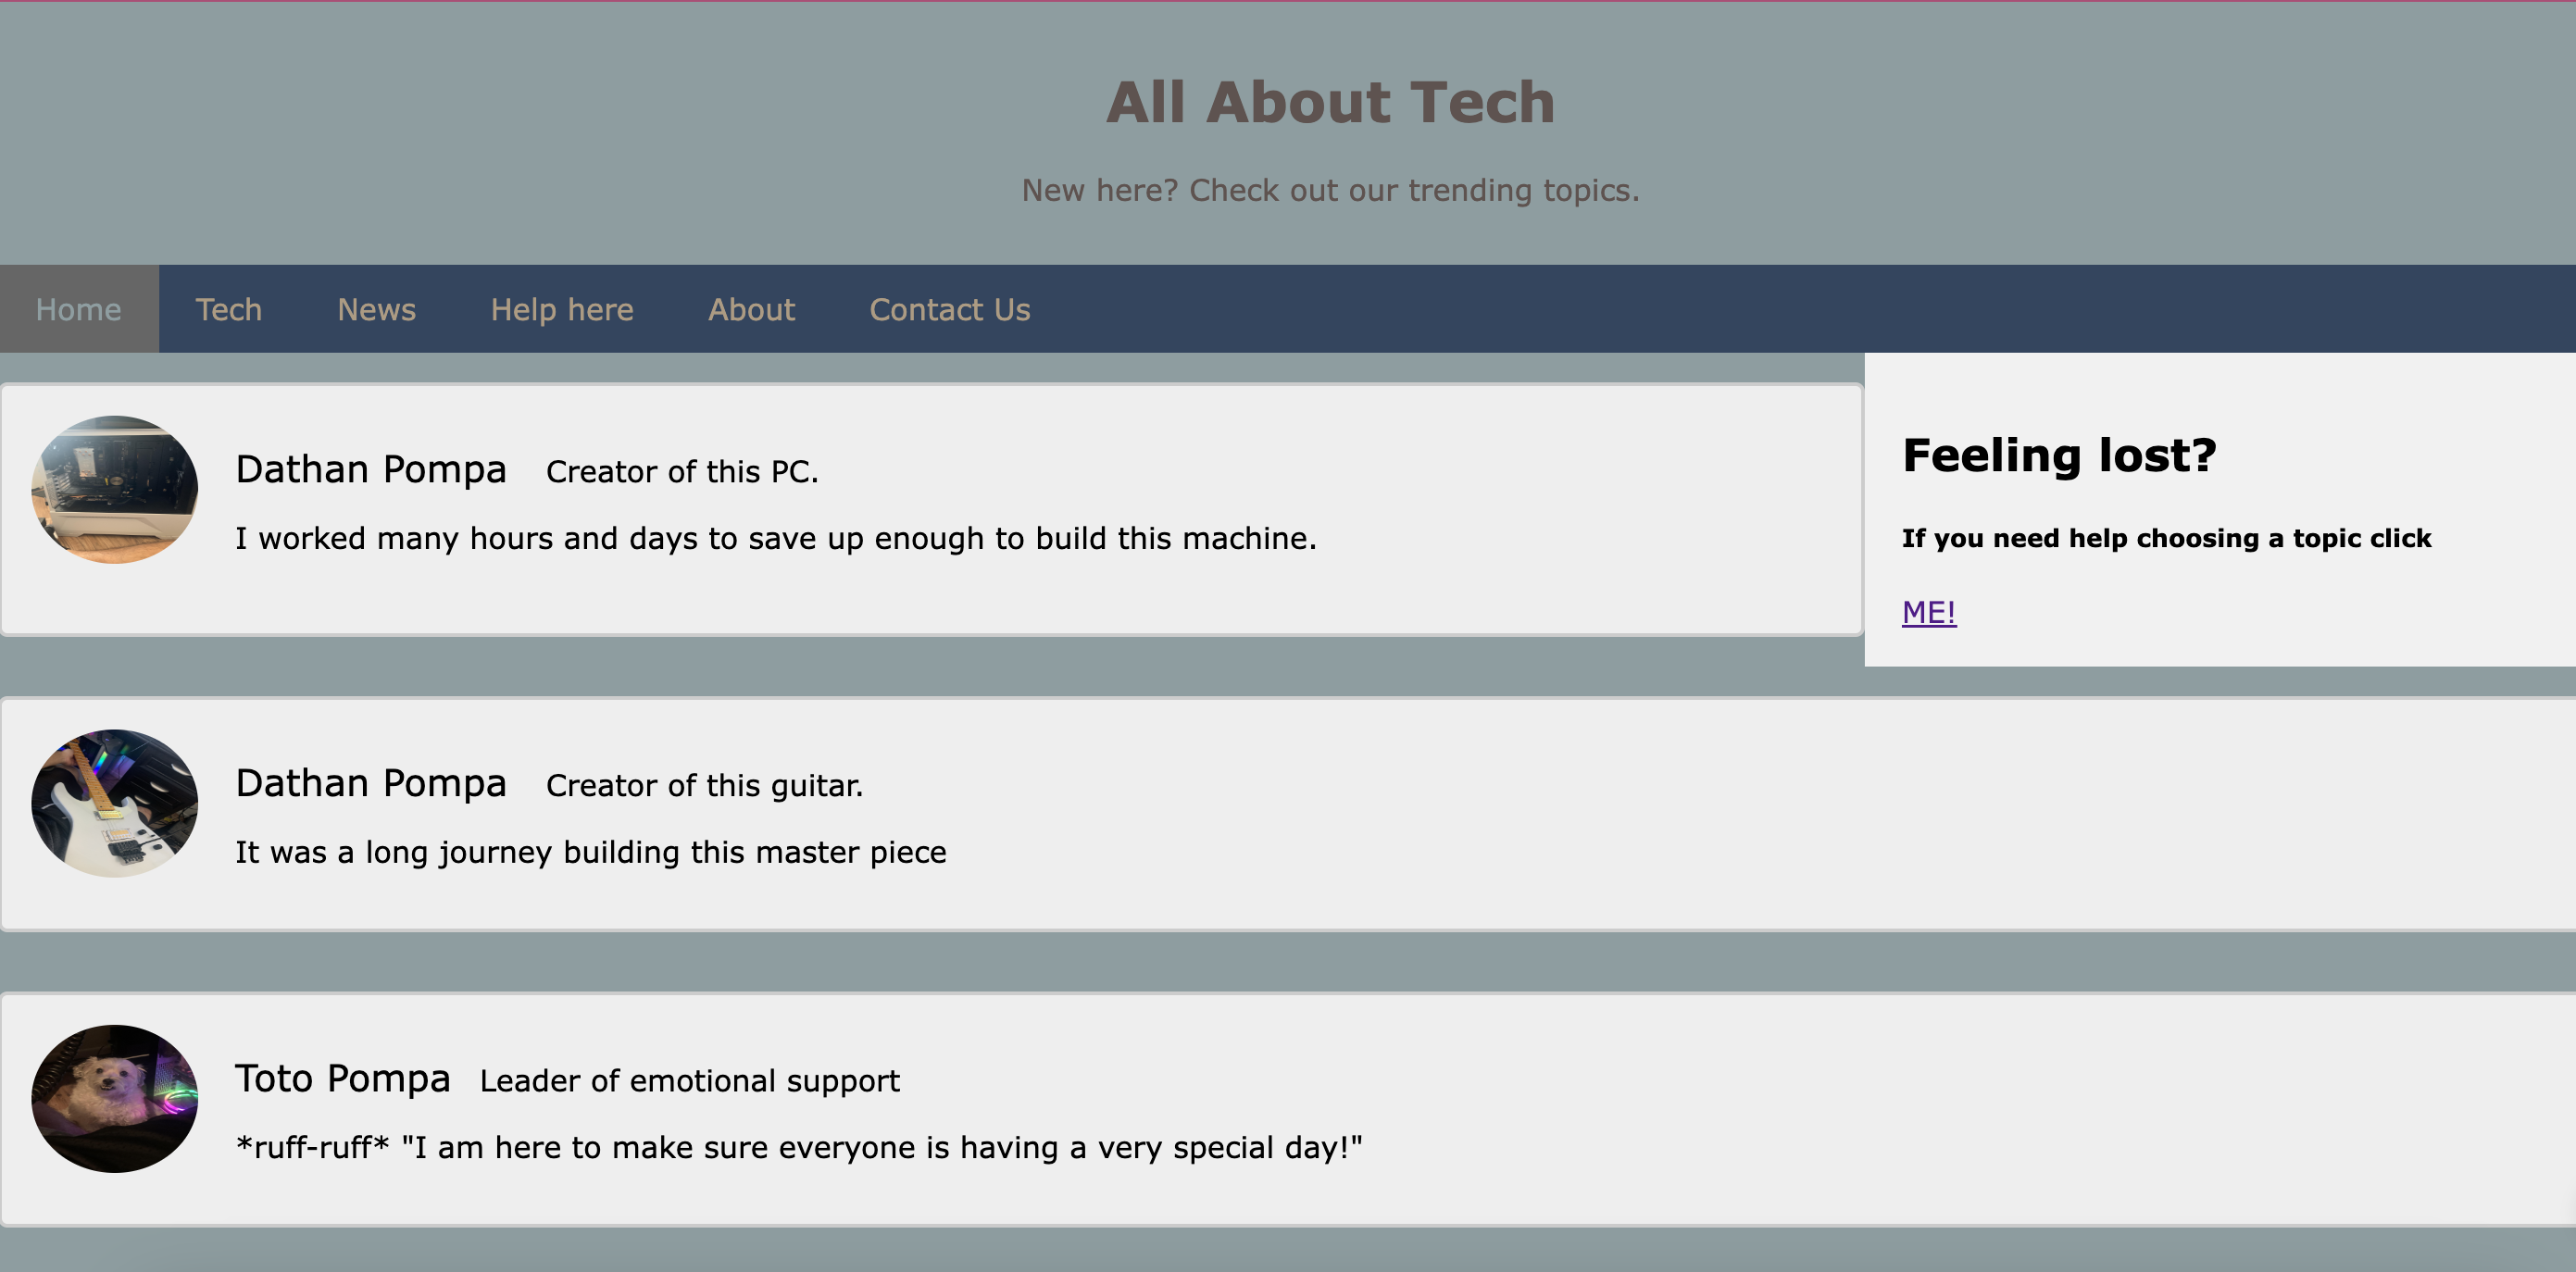 All About Tech
New here? Check out our trending topics.
Home Tech News Help here About Contact Us
Dathan Pompa Creator of this PC.
I worked many hours and days to save up enough to build this machine.
Feeling lost?
If you need help choosing a topic click
ME!
Dathan Pompa Creator of this guitar.
It was a long journey building this master piece
Toto Pompa Leader of emotional support
*ruff-ruff* "I am here to make sure everyone is having a very special day!"